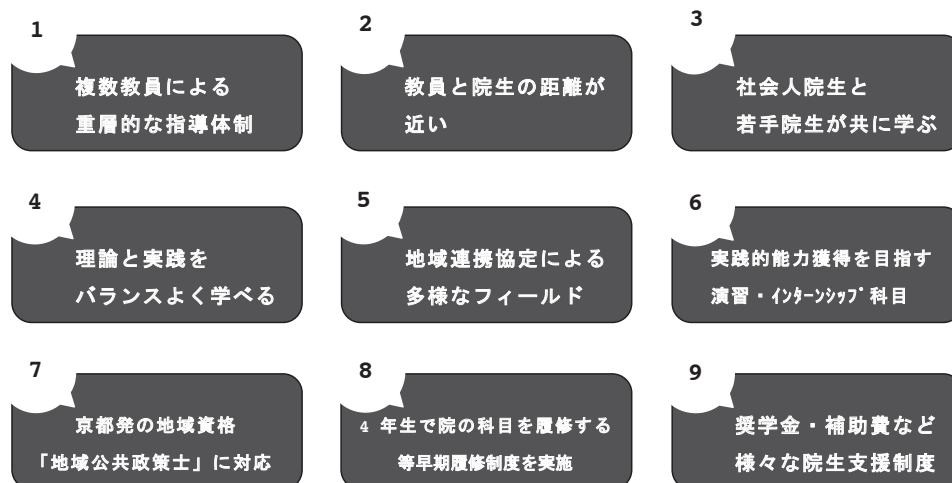 1
複数教員による
重層的な指導体制
2
教員と院生の距離が
近い
3
社会人院生と
若手院生が共に学ぶ
4
理論と実践を
バランスよく学べる
5
地域連携協定による
多様なフィールド
6
実践的能力獲得を目指す
演習・インターンシップ科目
7
京都発の地域資格
「地域公共政策士」に対応
8
4 年生で院の科目を履修する
等早期履修制度を実施
9
奨学金・補助費など
様々な院生支援制度